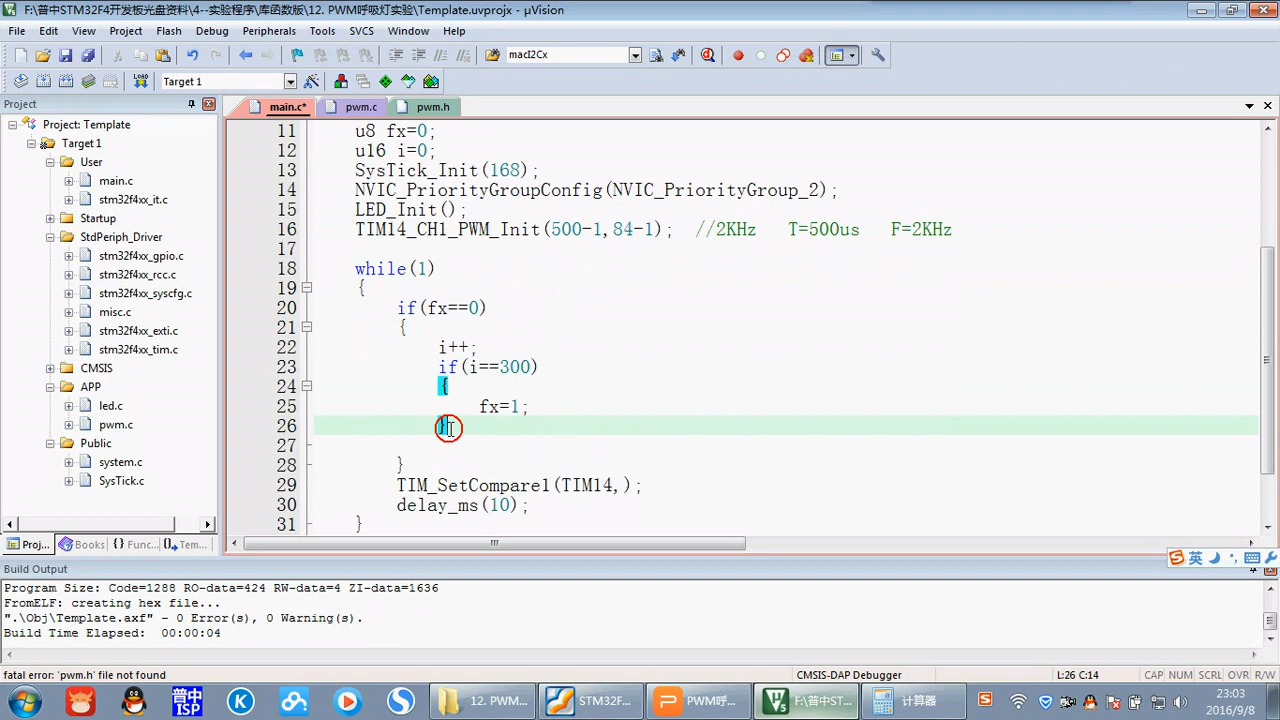 F:\普中STM32F4开发板光盘资料\4--实验程序\库函数版\12. PWM呼吸灯实验\Template.uvprojx - µVision
File Edit View Project Flash Debug Peripherals Tools SVCS Window Help
macI2Cx
LOAD Target 1
Project
main.c* pwm.c pwm.h
Project: Template
Target 1
User
main.c
stm32f4xx_it.c
Startup
StdPeriph_Driver
stm32f4xx_gpio.c
stm32f4xx_rcc.c
stm32f4xx_syscfg.c
misc.c
stm32f4xx_exti.c
stm32f4xx_tim.c
CMSIS
APP
led.c
pwm.c
Public
system.c
SysTick.c
Proj... Books {} Func... Tem...
11 u8 fx=0;
12 u16 i=0;
13 SysTick_Init(168);
14 NVIC_PriorityGroupConfig(NVIC_PriorityGroup_2);
15 LED_Init();
16 TIM14_CH1_PWM_Init(500-1,84-1); //2KHz T=500us F=2KHz
17
18 while(1)
19 {
20 if(fx==0)
21 {
22 i++;
23 if(i==300)
24 {
25 fx=1;
26 }
27
28 }
29 TIM_SetCompare1(TIM14,);
30 delay_ms(10);
31 }
英
Build Output
Program Size: Code=1288 RO-data=424 RW-data=4 ZI-data=1636
FromELF: creating hex file...
".\Obj\Template.axf" - 0 Error(s), 0 Warning(s).
Build Time Elapsed: 00:00:04
fatal error: 'pwm.h' file not found CMSIS-DAP Debugger L:26 C:14 CAP NUM SCRL OVR R/W
普中 ISP 12. PWM... STM32F... PWM呼... F:\普中ST... 计算器
23:03
2016/9/8